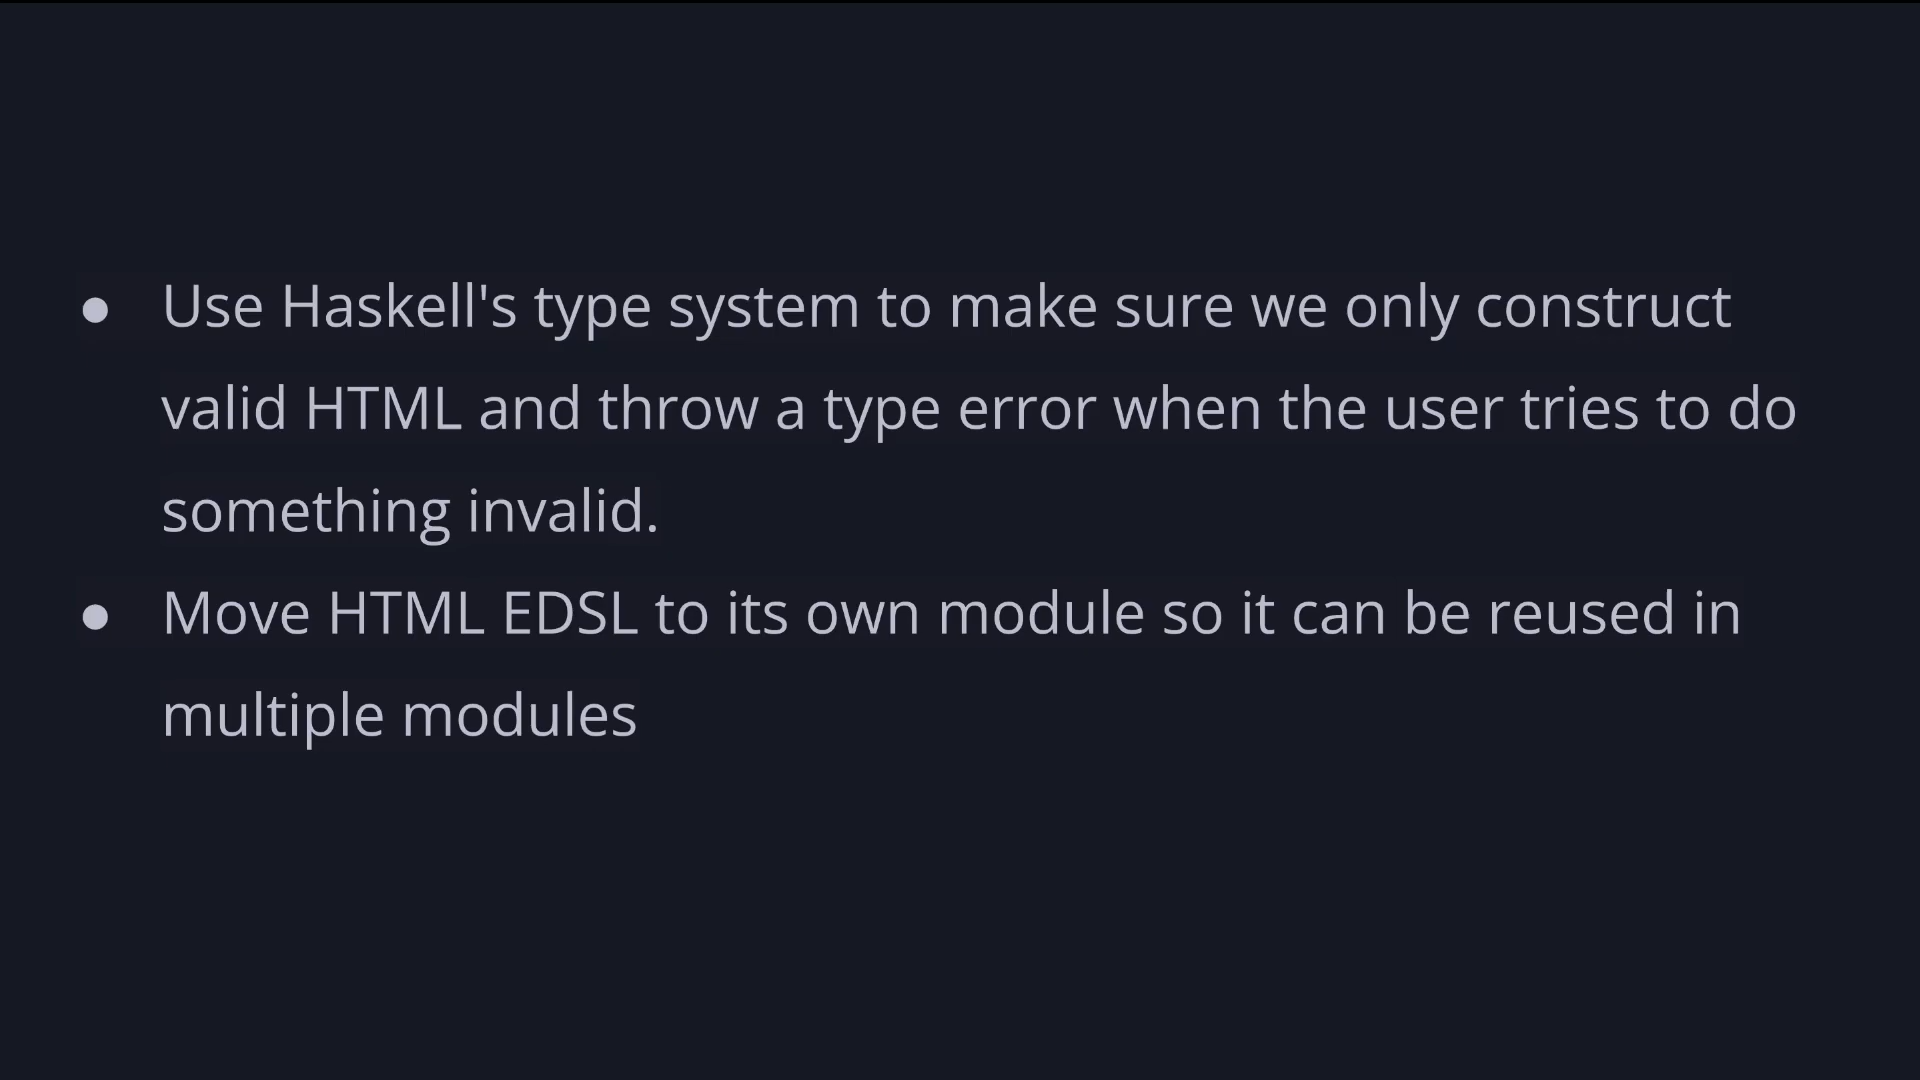 ● Use Haskell's type system to make sure we only construct
valid HTML and throw a type error when the user tries to do
something invalid.
● Move HTML EDSL to its own module so it can be reused in
multiple modules